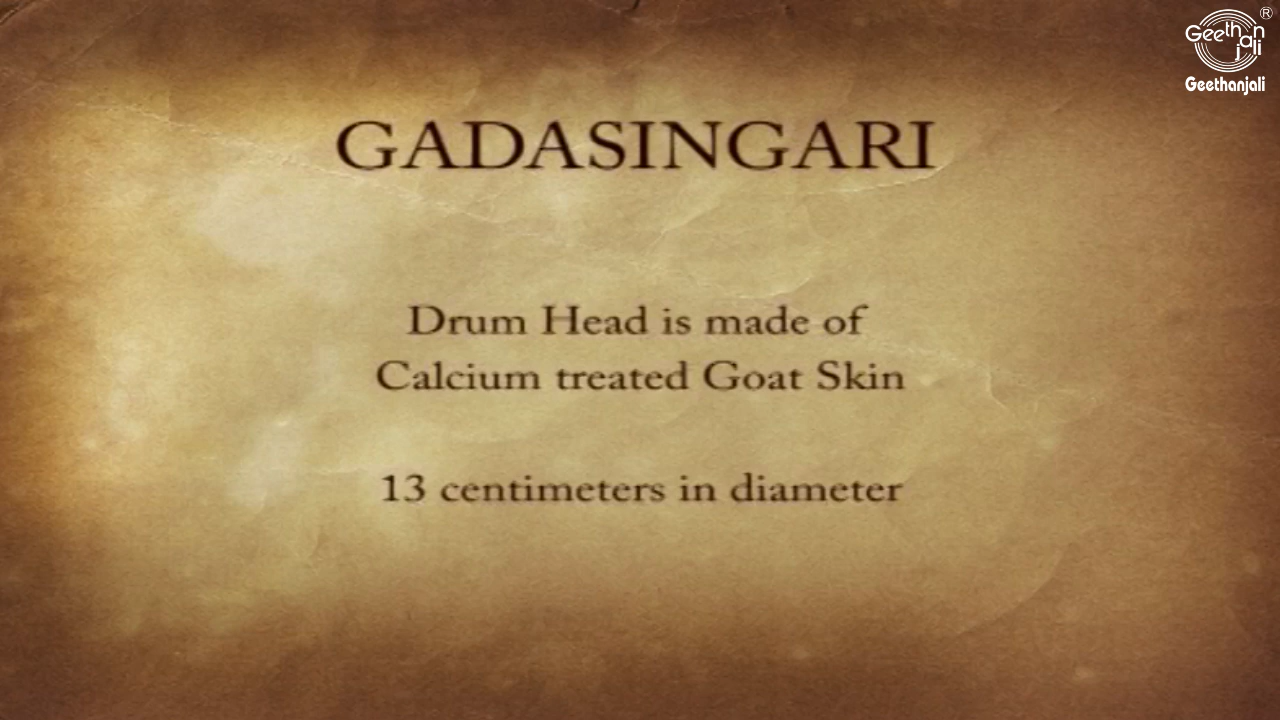 Geethanjali
®
Geethanjali
GADASINGARI
Drum Head is made of
Calcium treated Goat Skin
13 centimeters in diameter